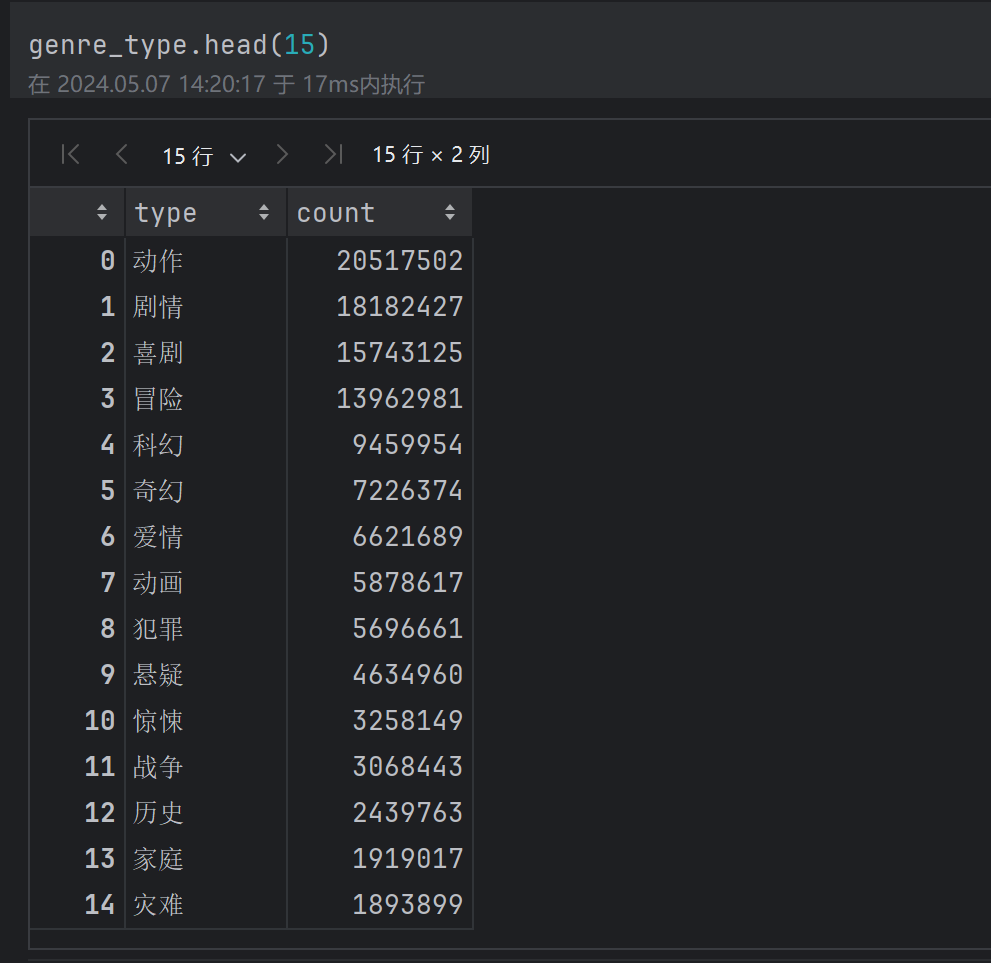 genre_type.head(15)
在 2024.05.07 14:20:17 于 17ms内执行
15 行 15 行 × 2 列
type count
0 动作 20517502
1 剧情 18182427
2 喜剧 15743125
3 冒险 13962981
4 科幻 9459954
5 奇幻 7226374
6 爱情 6621689
7 动画 5878617
8 犯罪 5696661
9 悬疑 4634960
10 惊悚 3258149
11 战争 3068443
12 历史 2439763
13 家庭 1919017
14 灾难 1893899